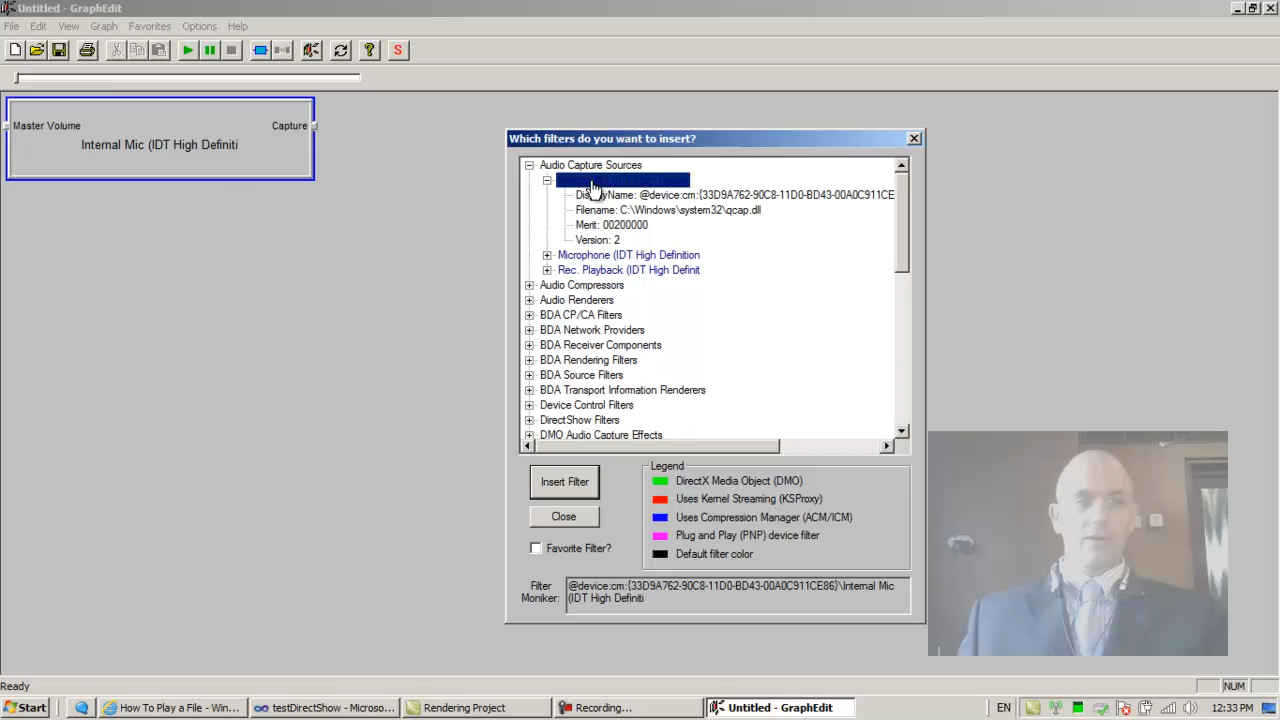 Untitled - GraphEdit
File Edit View Graph Favorites Options Help
S
Master Volume Capture
Internal Mic (IDT High Definiti
Which filters do you want to insert?
Audio Capture Sources
DisplayName: @device:cm:{33D9A762-90C8-11D0-BD43-00A0C911CE
Filename: C:\Windows\system32\qcap.dll
Merit: 00200000
Version: 2
Microphone (IDT High Definition
Rec. Playback (IDT High Definit
Audio Compressors
Audio Renderers
BDA CP/CA Filters
BDA Network Providers
BDA Receiver Components
BDA Rendering Filters
BDA Source Filters
BDA Transport Information Renderers
Device Control Filters
DirectShow Filters
DMO Audio Capture Effects
Insert Filter
Close
Favorite Filter?
Legend
DirectX Media Object (DMO)
Uses Kernel Streaming (KSProxy)
Uses Compression Manager (ACM/ICM)
Plug and Play (PNP) device filter
Default filter color
Filter Moniker:
@device:cm:{33D9A762-90C8-11D0-BD43-00A0C911CE86}\Internal Mic
(IDT High Definiti
Ready NUM
Start How To Play a File - Win... testDirectShow - Microso... Rendering Project Recording... Untitled - GraphEdit EN 12:33 PM